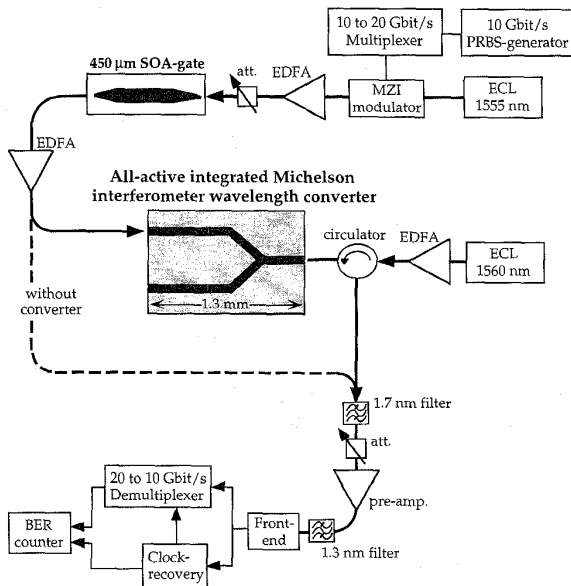 10 to 20 Gbit/s
Multiplexer
10 Gbit/s
PRBS-generator
450 µm SOA-gate
att.
EDFA
MZI
modulator
ECL
1555 nm
EDFA
All-active integrated Michelson
interferometer wavelength converter
circulator
EDFA
ECL
1560 nm
without
converter
1.3 mm
1.7 nm filter
att.
20 to 10 Gbit/s
Demultiplexer
pre-amp.
BER
counter
Front-
end
Clock-
recovery
1.3 nm filter